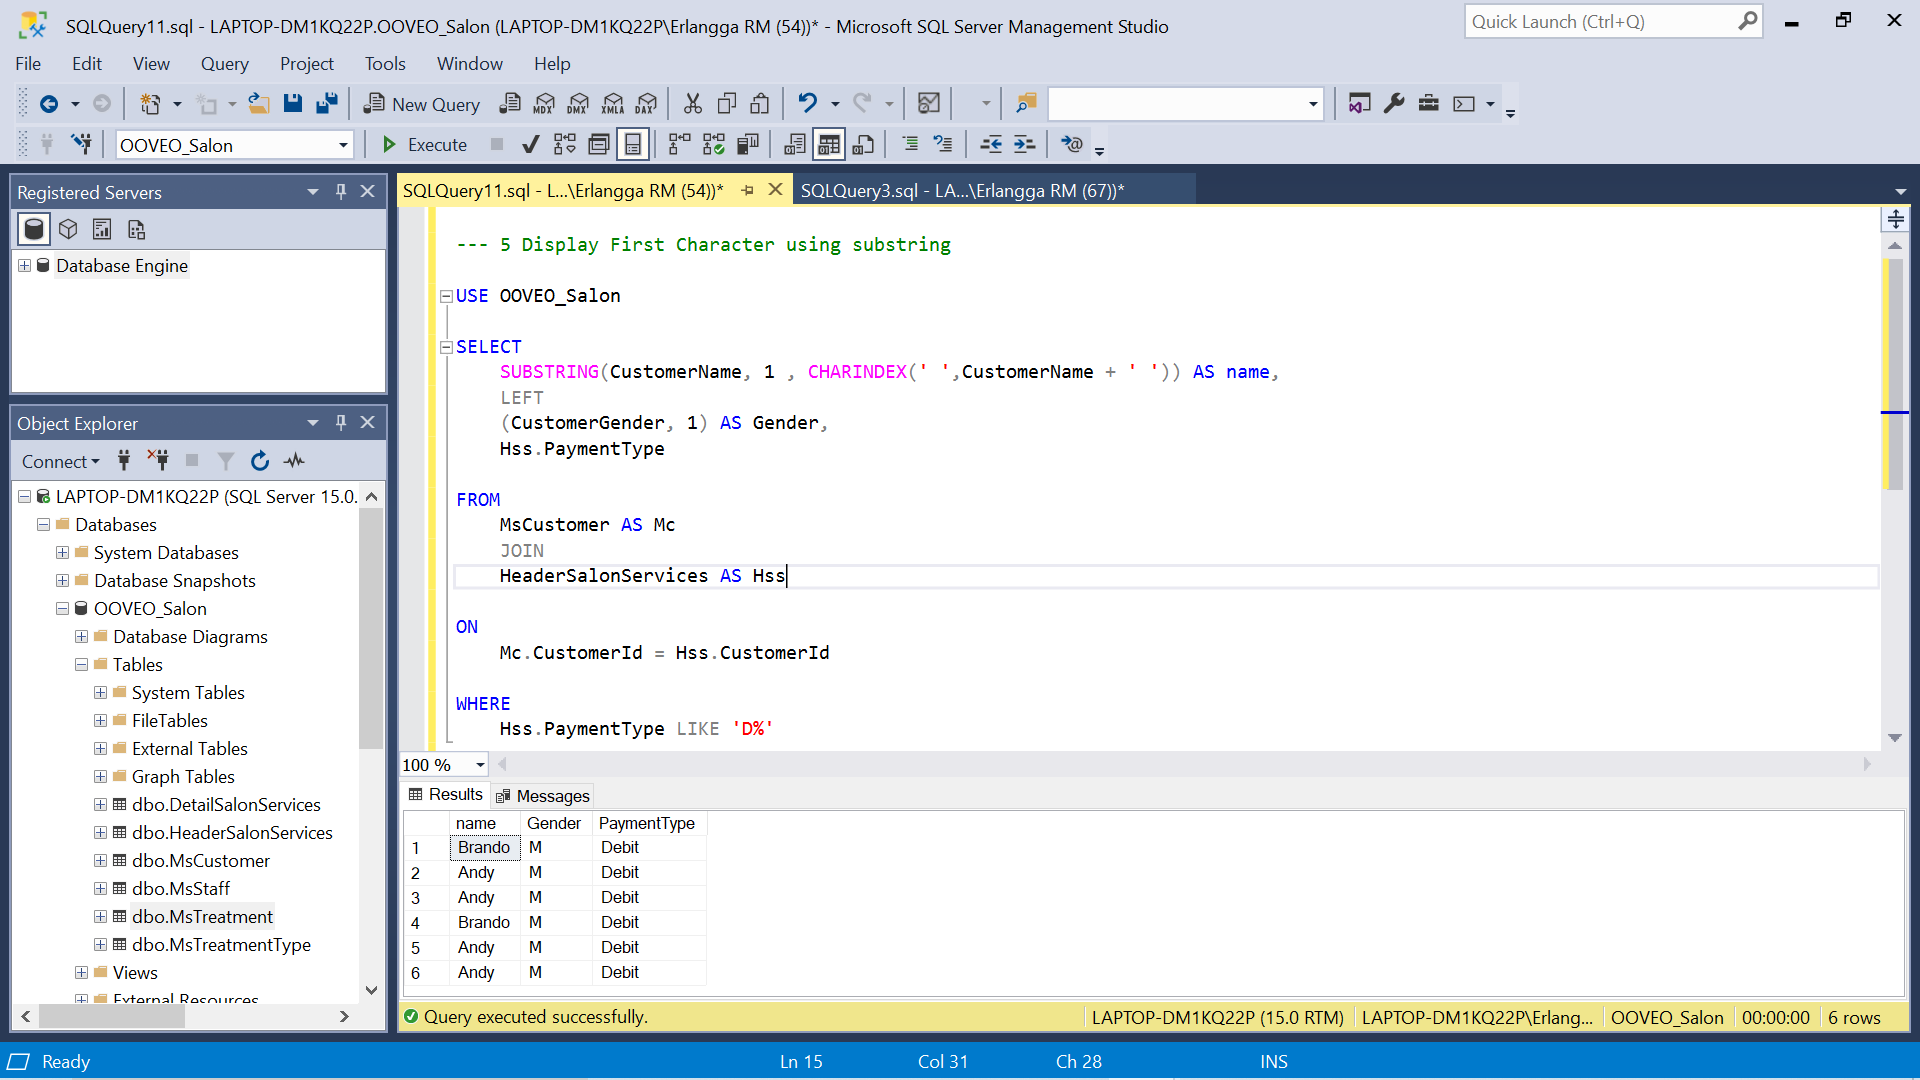 SQLQuery11.sql - LAPTOP-DM1KQ22P.OOVEO_Salon (LAPTOP-DM1KQ22P\Erlangga RM (54))* - Microsoft SQL Server Management Studio
Quick Launch (Ctrl+Q)
File Edit View Query Project Tools Window Help
New Query MDX DMX XMLA DAX
OOVEO_Salon Execute
Registered Servers
Database Engine
Object Explorer
Connect
LAPTOP-DM1KQ22P (SQL Server 15.0.
Databases
System Databases
Database Snapshots
OOVEO_Salon
Database Diagrams
Tables
System Tables
FileTables
External Tables
Graph Tables
dbo.DetailSalonServices
dbo.HeaderSalonServices
dbo.MsCustomer
dbo.MsStaff
dbo.MsTreatment
dbo.MsTreatmentType
Views
External Resources
SQLQuery11.sql - L...\Erlangga RM (54))* SQLQuery3.sql - LA...\Erlangga RM (67))*
--- 5 Display First Character using substring
USE OOVEO_Salon
SELECT
SUBSTRING(CustomerName, 1 , CHARINDEX(' ',CustomerName + ' ')) AS name,
LEFT
(CustomerGender, 1) AS Gender,
Hss.PaymentType
FROM
MsCustomer AS Mc
JOIN
HeaderSalonServices AS Hss
ON
Mc.CustomerId = Hss.CustomerId
WHERE
Hss.PaymentType LIKE 'D%'
100 %
Results Messages
name Gender PaymentType
1 Brando M Debit
2 Andy M Debit
3 Andy M Debit
4 Brando M Debit
5 Andy M Debit
6 Andy M Debit
Query executed successfully. LAPTOP-DM1KQ22P (15.0 RTM) LAPTOP-DM1KQ22P\Erlang... OOVEO_Salon 00:00:00 6 rows
Ready Ln 15 Col 31 Ch 28 INS